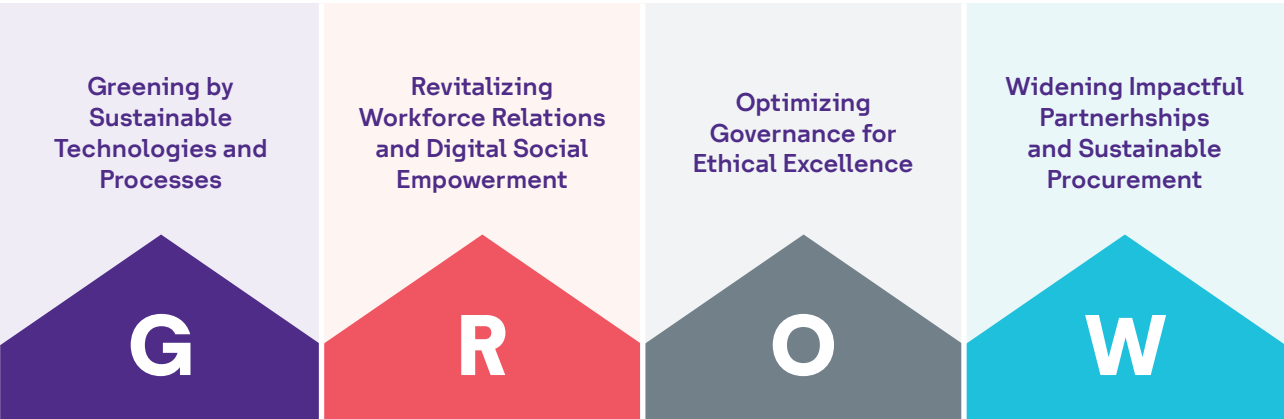 Greening by
Sustainable
Technologies and
Processes
G
Revitalizing
Workforce Relations
and Digital Social
Empowerment
R
Optimizing
Governance for
Ethical Excellence
O
Widening Impactful
Partnerhships
and Sustainable
Procurement
W